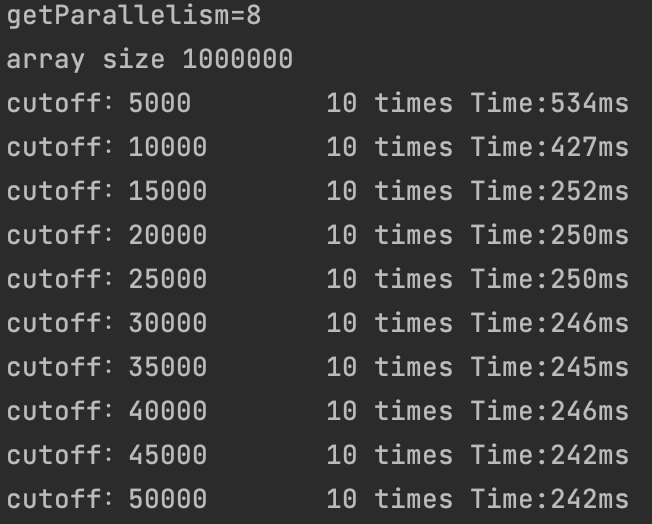 getParallelism=8
array size 1000000
cutoff: 5000 10 times Time:534ms
cutoff: 10000 10 times Time:427ms
cutoff: 15000 10 times Time:252ms
cutoff: 20000 10 times Time:250ms
cutoff: 25000 10 times Time:250ms
cutoff: 30000 10 times Time:246ms
cutoff: 35000 10 times Time:245ms
cutoff: 40000 10 times Time:246ms
cutoff: 45000 10 times Time:242ms
cutoff: 50000 10 times Time:242ms